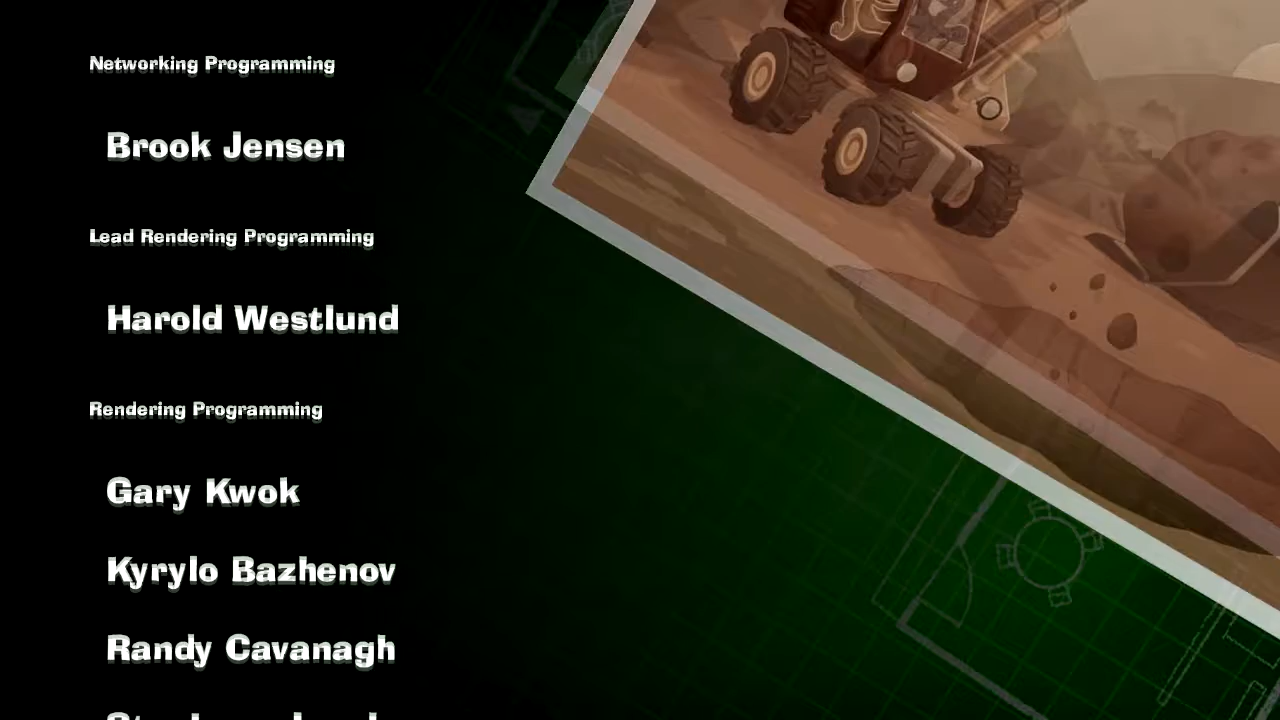 Networking Programming
Brook Jensen
Lead Rendering Programming
Harold Westlund
Rendering Programming
Gary Kwok
Kyrylo Bazhenov
Randy Cavanagh